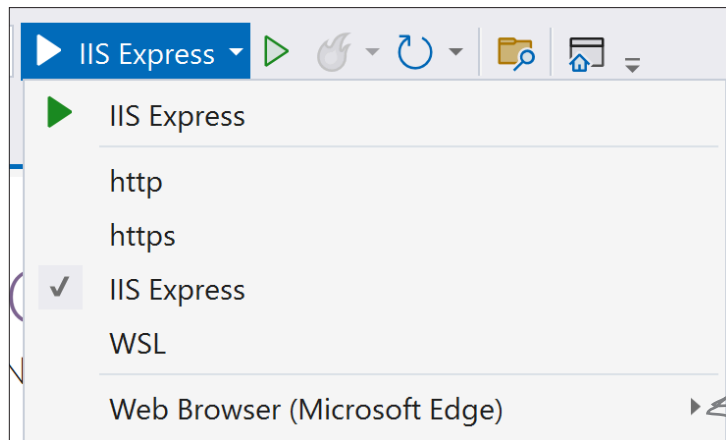 IIS Express
IIS Express
http
https
IIS Express
WSL
Web Browser (Microsoft Edge)